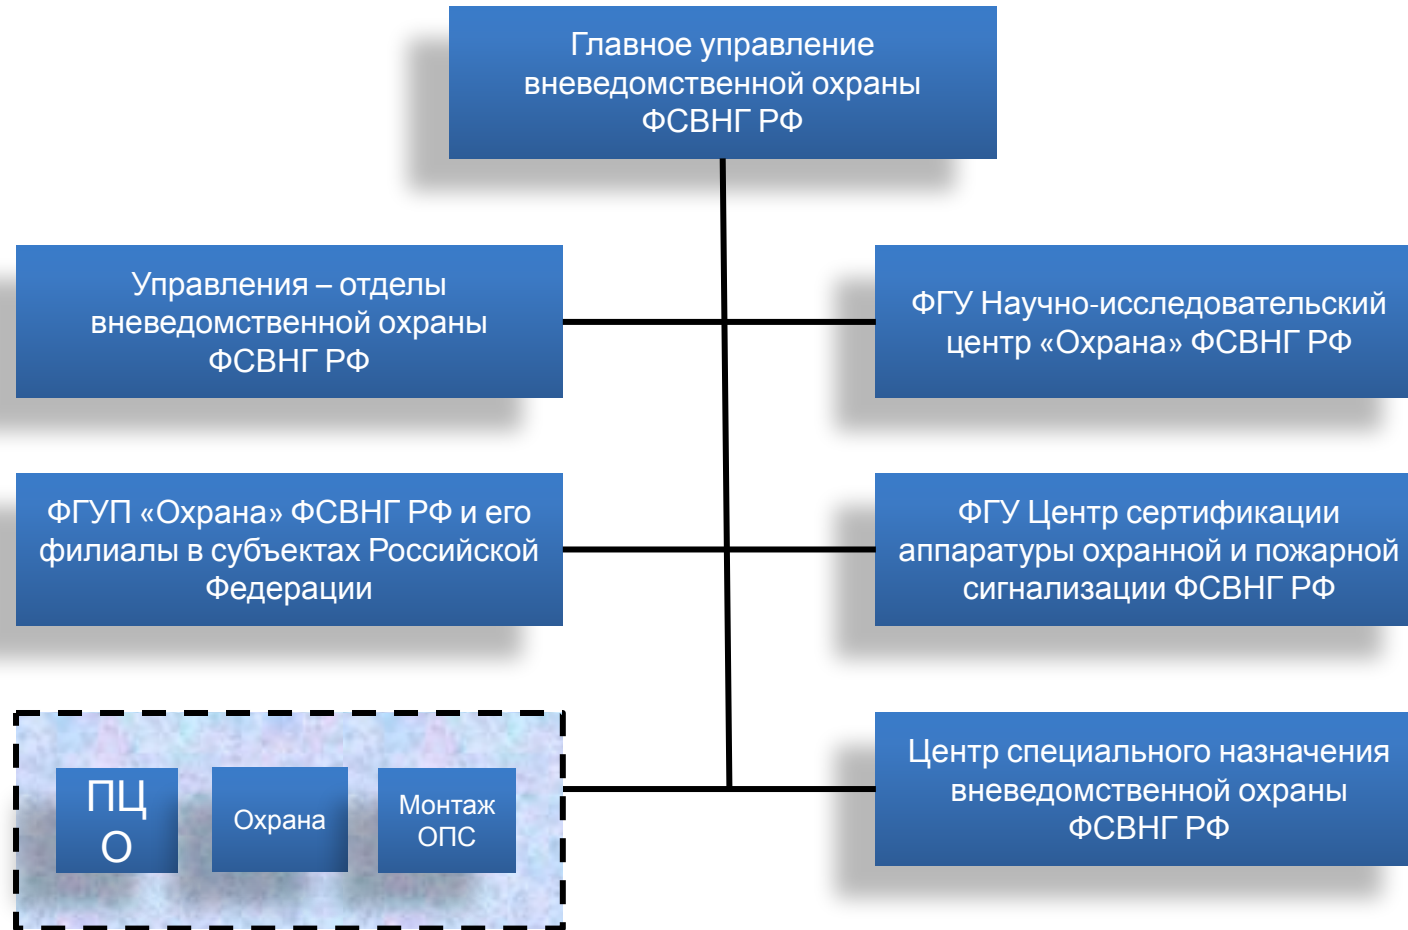 Главное управление
вневедомственной охраны
ФСВНГ РФ
Управления – отделы
вневедомственной охраны
ФСВНГ РФ
ФГУ Научно-исследовательский
центр «Охрана» ФСВНГ РФ
ФГУП «Охрана» ФСВНГ РФ и его
филиалы в субъектах Российской
Федерации
ФГУ Центр сертификации
аппаратуры охранной и пожарной
сигнализации ФСВНГ РФ
ПЦ
О
Охрана
Монтаж
ОПС
Центр специального назначения
вневедомственной охраны
ФСВНГ РФ